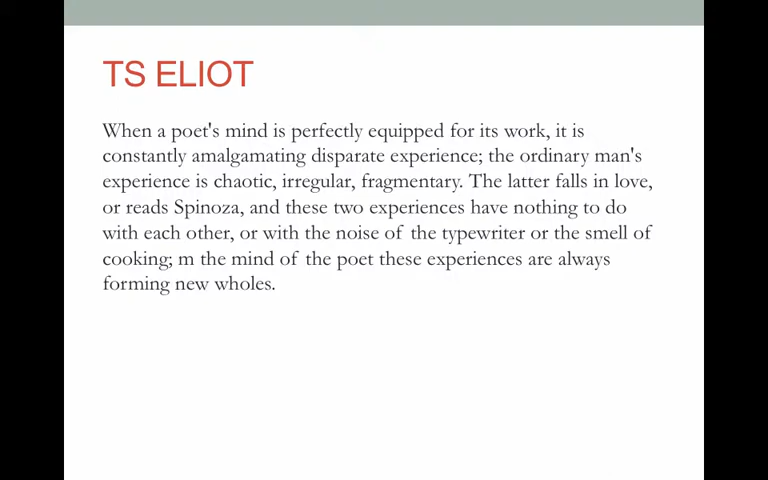 TS ELIOT
When a poet's mind is perfectly equipped for its work, it is
constantly amalgamating disparate experience; the ordinary man's
experience is chaotic, irregular, fragmentary. The latter falls in love,
or reads Spinoza, and these two experiences have nothing to do
with each other, or with the noise of the typewriter or the smell of
cooking; m the mind of the poet these experiences are always
forming new wholes.